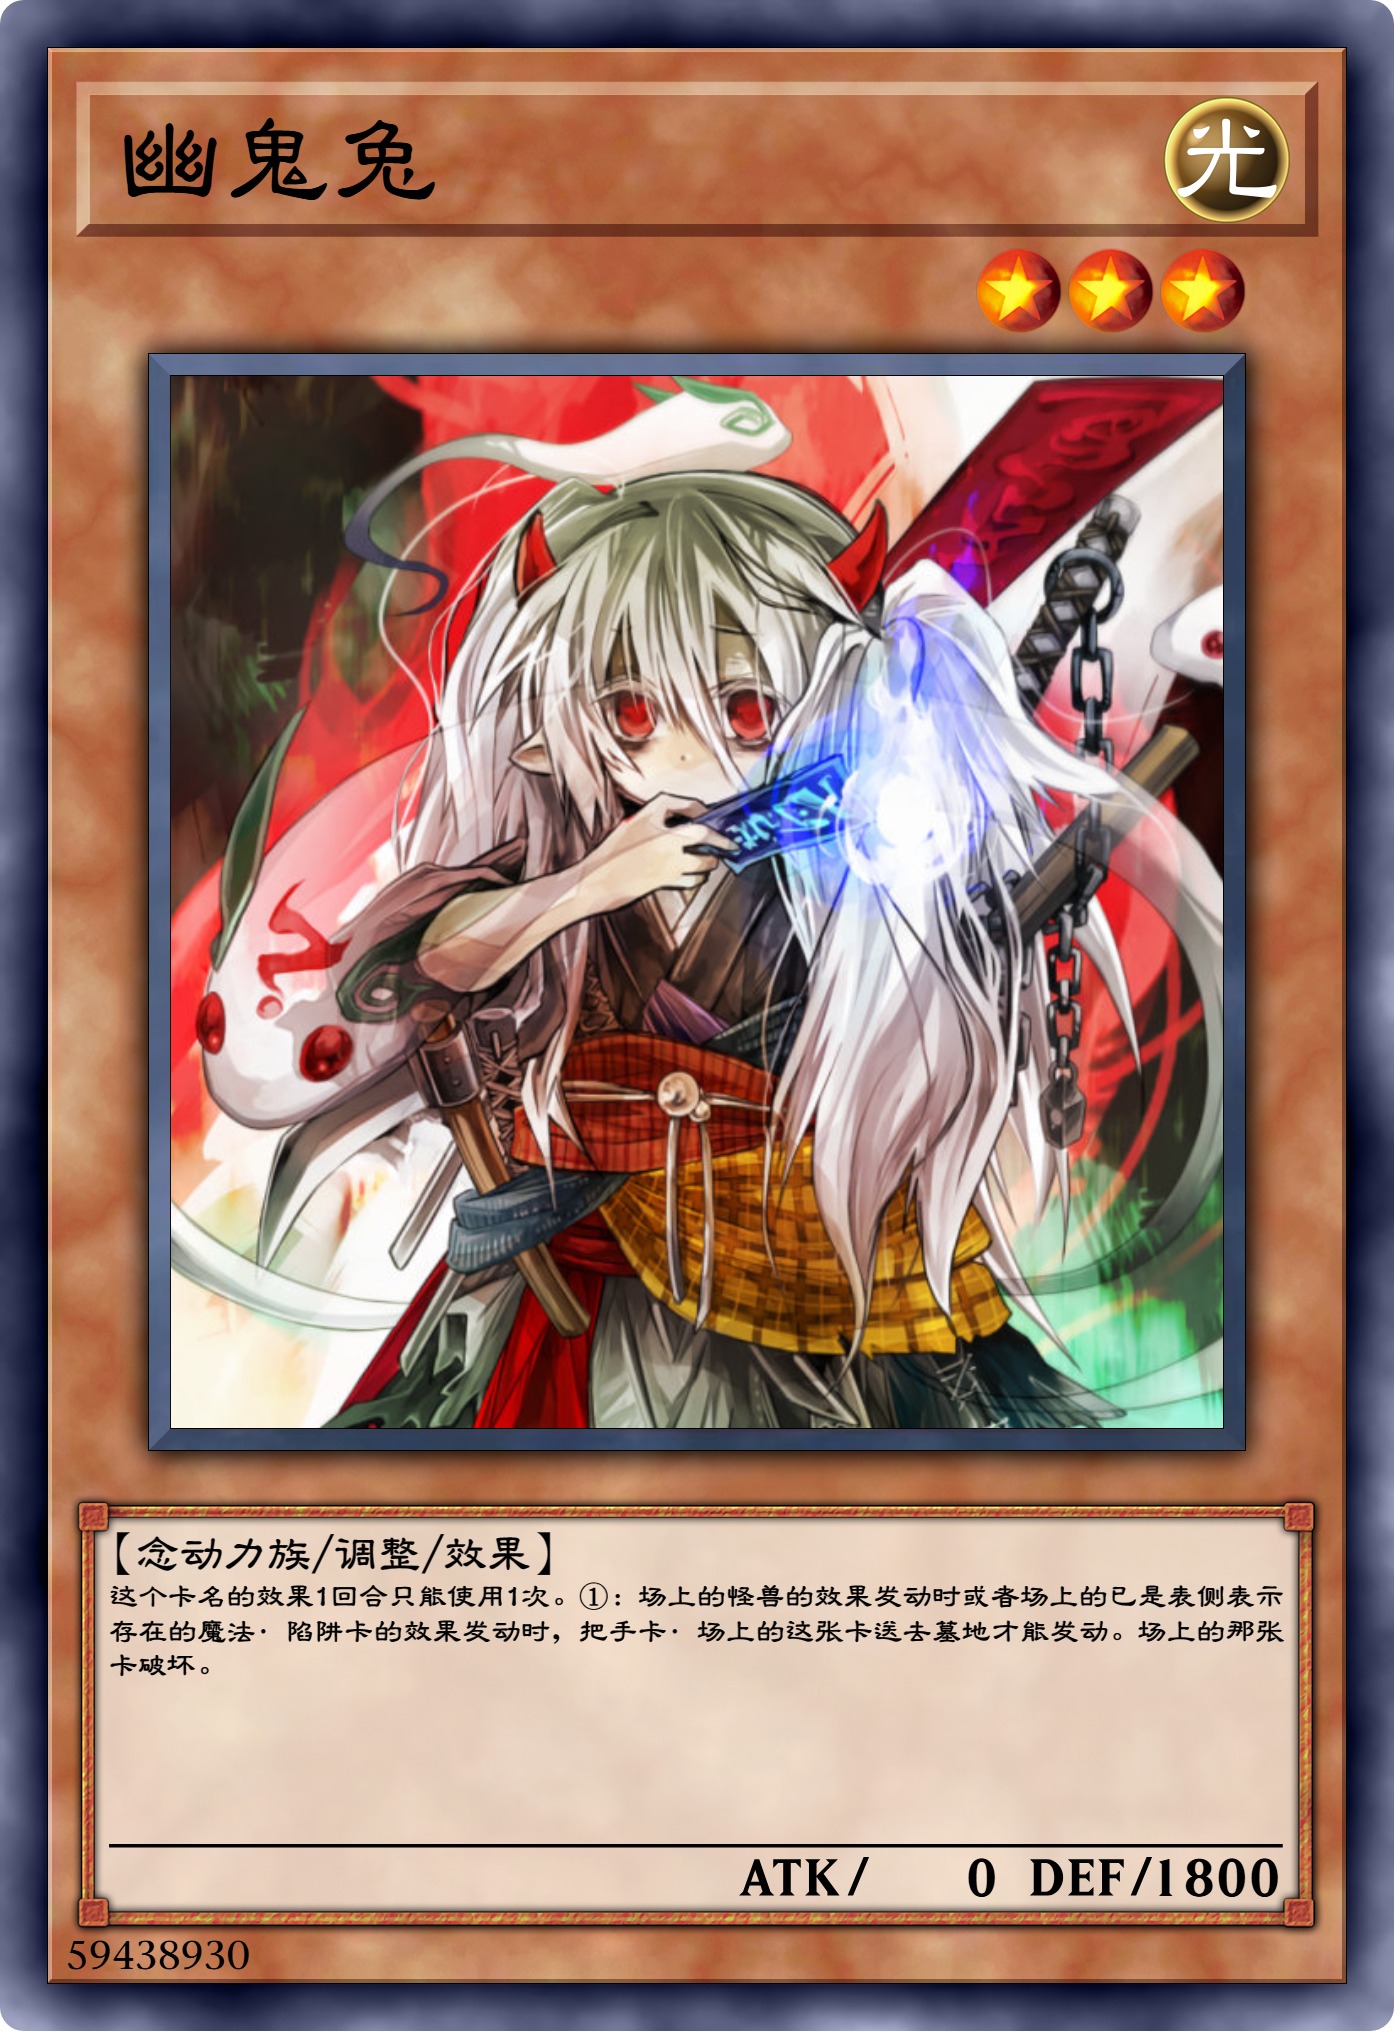 幽鬼兔
光
【念动力族/调整/效果】
这个卡名的效果1回合只能使用1次。①：场上的怪兽的效果发动时或者场上的已是表侧表示
存在的魔法·陷阱卡的效果发动时，把手卡·场上的这张卡送去墓地才能发动。场上的那张
卡破坏。
ATK/ 0 DEF/1800
59438930